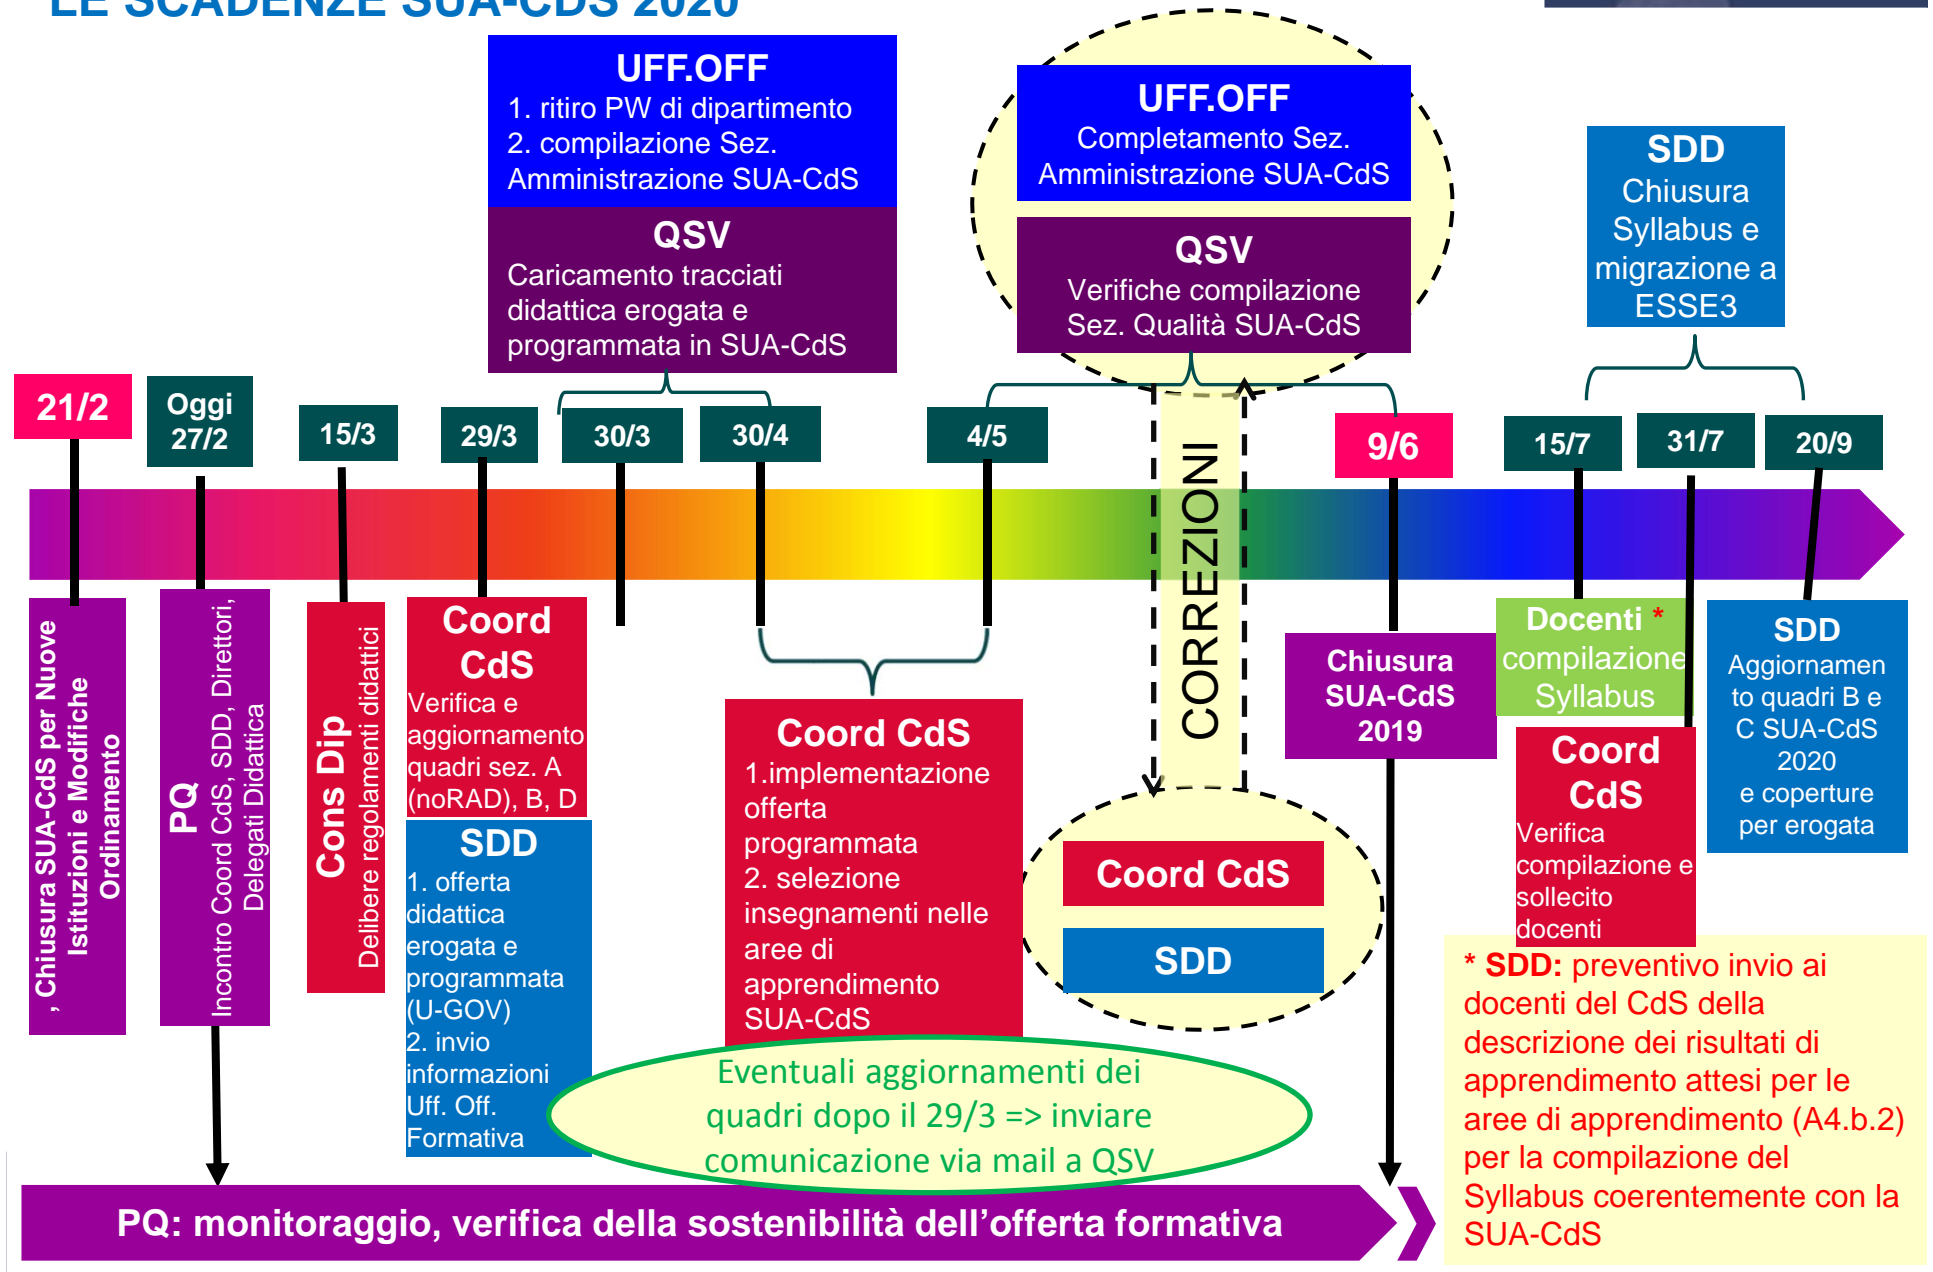 LE SCADENZE SUA-CDS 2020
UFF.OFF
1. ritiro PW di dipartimento
2. compilazione Sez.
Amministrazione SUA-CdS
QSV
Caricamento tracciati
didattica erogata e
programmata in SUA-CdS
UFF.OFF
Completamento Sez.
Amministrazione SUA-CdS
QSV
Verifiche compilazione
Sez. Qualità SUA-CdS
SDD
Chiusura
Syllabus e
migrazione a
ESSE3
21/2
Oggi
27/2
15/3
29/3
30/3
30/4
4/5
9/6
15/7
31/7
20/9
CORREZIONI
, Chiusura SUA-CdS per Nuove
Istituzioni e Modifiche
Ordinamento
PQ
Incontro Coord CdS, SDD, Direttori,
Delegati Didattica
Cons Dip
Delibere regolamenti didattici
Coord
CdS
Verifica e
aggiornamento
quadri sez. A
(noRAD), B, D
SDD
1. offerta
didattica
erogata e
programmata
(U-GOV)
2. invio
informazioni
Uff. Off.
Formativa
Coord CdS
1.implementazione
offerta
programmata
2. selezione
insegnamenti nelle
aree di
apprendimento
SUA-CdS
Coord CdS
SDD
Chiusura
SUA-CdS
2019
Docenti *
compilazione
Syllabus
Coord
CdS
Verifica
compilazione e
sollecito
docenti
SDD
Aggiornamen
to quadri B e
C SUA-CdS
2020
e coperture
per erogata
Eventuali aggiornamenti dei
quadri dopo il 29/3 => inviare
comunicazione via mail a QSV
* SDD: preventivo invio ai
docenti del CdS della
descrizione dei risultati di
apprendimento attesi per le
aree di apprendimento (A4.b.2)
per la compilazione del
Syllabus coerentemente con la
SUA-CdS
PQ: monitoraggio, verifica della sostenibilità dell’offerta formativa